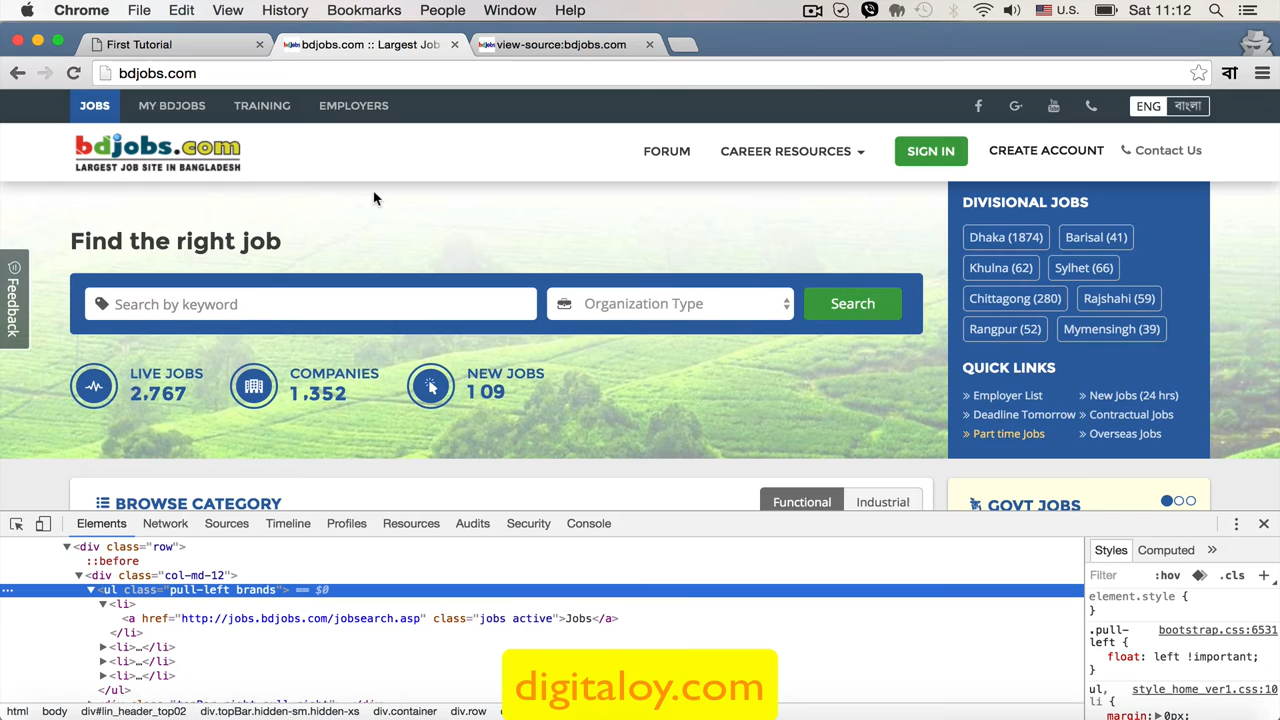 Chrome File Edit View History Bookmarks People Window Help U.S. Sat 11:12
First Tutorial bdjobs.com :: Largest Job view-source:bdjobs.com
bdjobs.com বা
JOBS MY BDJOBS TRAINING EMPLOYERS ENG বাংলা
bdjobs.com
LARGEST JOB SITE IN BANGLADESH
FORUM CAREER RESOURCES SIGN IN CREATE ACCOUNT Contact Us
Find the right job
Search by keyword Organization Type Search
LIVE JOBS
2,767
COMPANIES
1,352
NEW JOBS
109
DIVISIONAL JOBS
Dhaka (1874) Barisal (41)
Khulna (62) Sylhet (66)
Chittagong (280) Rajshahi (59)
Rangpur (52) Mymensingh (39)
QUICK LINKS
» Employer List » New Jobs (24 hrs)
» Deadline Tomorrow » Contractual Jobs
» Part time Jobs » Overseas Jobs
Feedback
BROWSE CATEGORY Functional Industrial
GOVT JOBS
Elements Network Sources Timeline Profiles Resources Audits Security Console
<div class="row">
::before
<div class="col-md-12">
<ul class="pull-left brands"> == $0
<li>
<a href="http://jobs.bdjobs.com/jobsearch.asp" class="jobs active">Jobs</a>
</li>
<li>…</li>
<li>…</li>
<li>…</li>
</ul>
html body div#lin_header_top02 div.topBar.hidden-sm.hidden-xs div.container div.row
Styles Computed »
Filter :hov .cls +
element.style {
}
.pull-left { bootstrap.css:6531
float: left !important;
}
ul, li { style_home_ver1.css:30
margin: 0px;
digitaloy.com